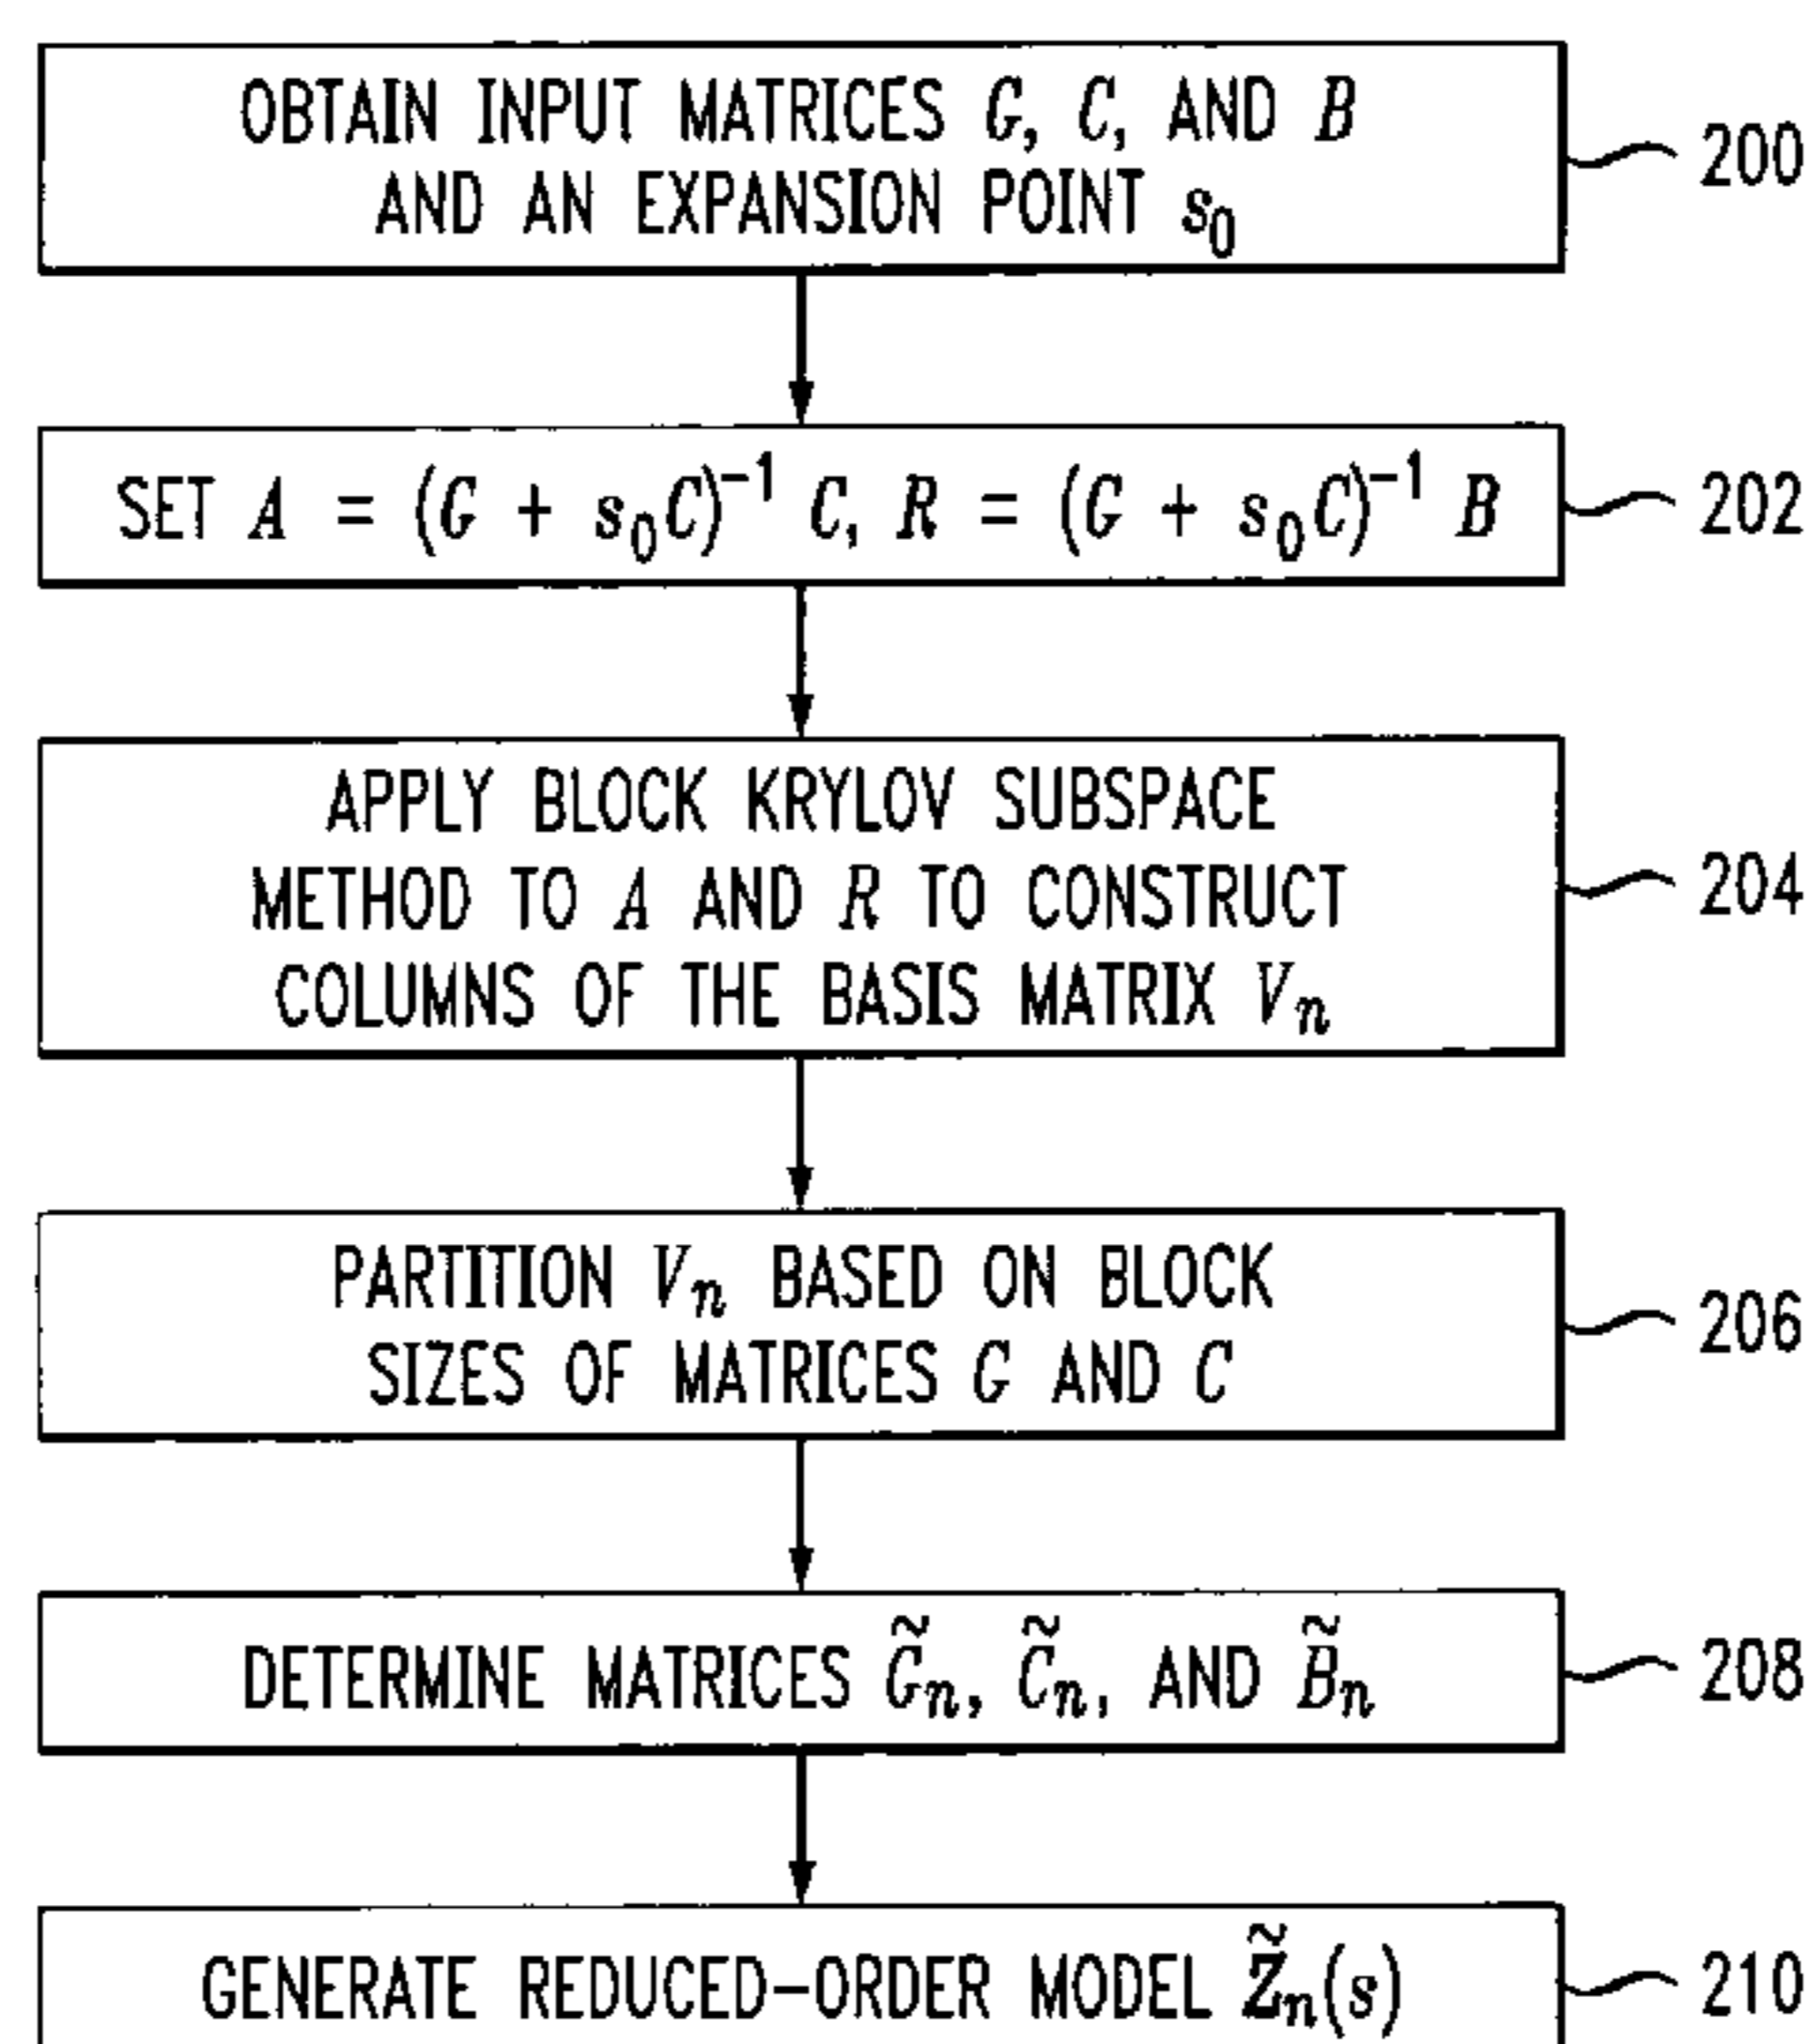 OBTAIN INPUT MATRICES G, C, AND B
AND AN EXPANSION POINT s₀
200
SET A = (G + s₀C)⁻¹ C, R = (G + s₀C)⁻¹ B
202
APPLY BLOCK KRYLOV SUBSPACE
METHOD TO A AND R TO CONSTRUCT
COLUMNS OF THE BASIS MATRIX Vₙ
204
PARTITION Vₙ BASED ON BLOCK
SIZES OF MATRICES G AND C
206
DETERMINE MATRICES G̃ₙ, C̃ₙ, AND B̃ₙ
208
GENERATE REDUCED-ORDER MODEL Z̃ₙ(s)
210